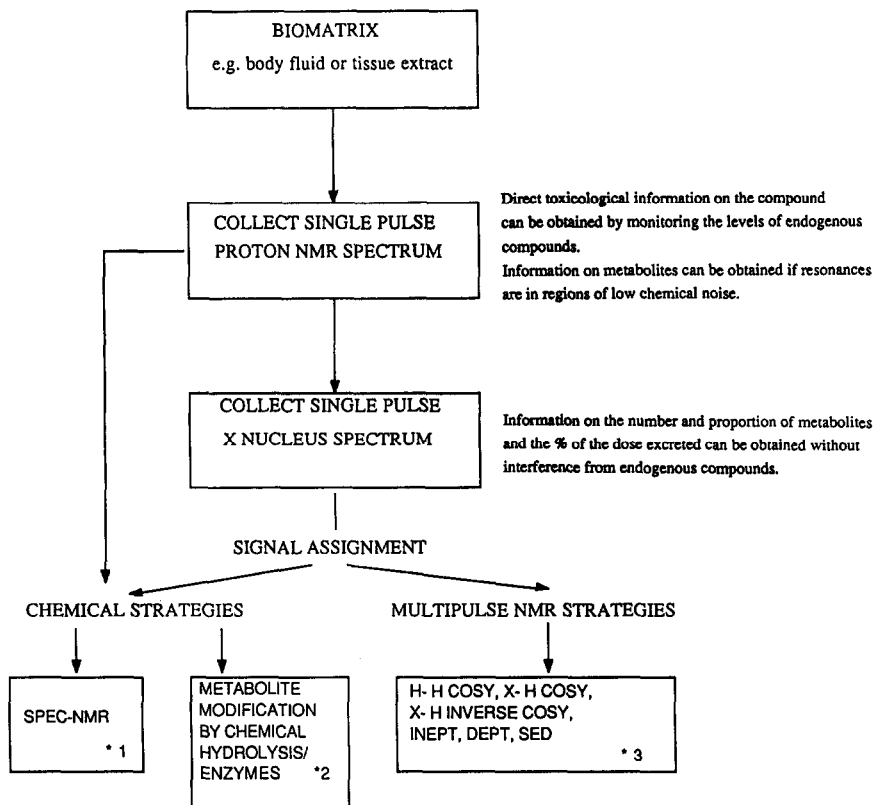 BIOMATRIX
e.g. body fluid or tissue extract
COLLECT SINGLE PULSE
PROTON NMR SPECTRUM
Direct toxicological information on the compound
can be obtained by monitoring the levels of endogenous
compounds.
Information on metabolites can be obtained if resonances
are in regions of low chemical noise.
COLLECT SINGLE PULSE
X NUCLEUS SPECTRUM
Information on the number and proportion of metabolites
and the % of the dose excreted can be obtained without
interference from endogenous compounds.
SIGNAL ASSIGNMENT
CHEMICAL STRATEGIES
MULTIPULSE NMR STRATEGIES
SPEC-NMR
* 1
METABOLITE
MODIFICATION
BY CHEMICAL
HYDROLYSIS/
ENZYMES *2
H- H COSY, X- H COSY,
X- H INVERSE COSY,
INEPT, DEPT, SED
* 3